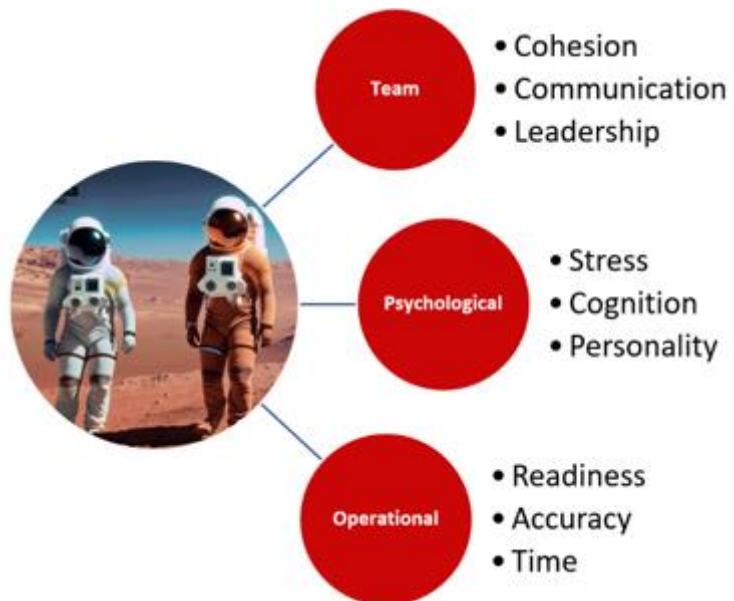 Team
• Cohesion
• Communication
• Leadership
Psychological
• Stress
• Cognition
• Personality
Operational
• Readiness
• Accuracy
• Time